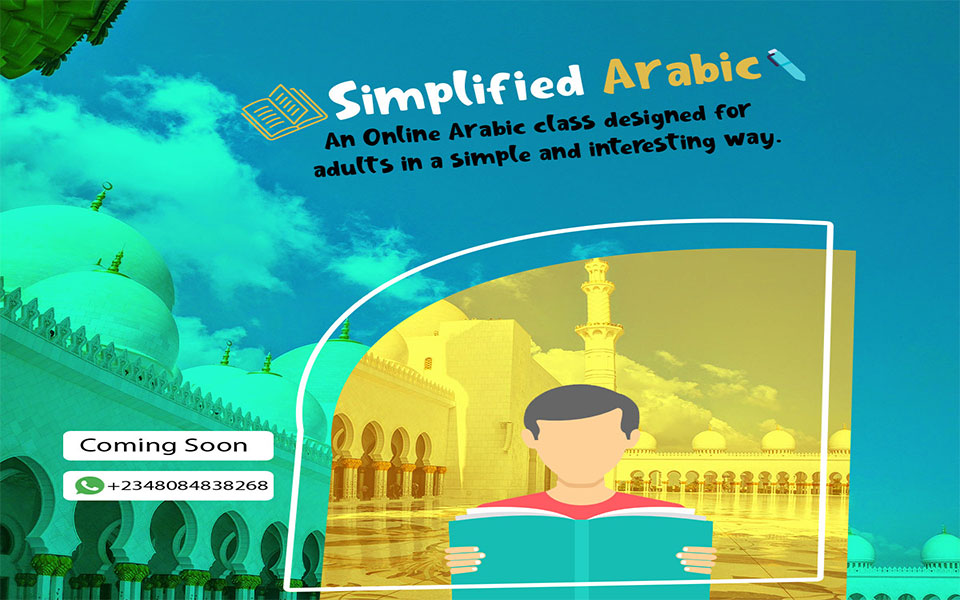 Simplified Arabic
An Online Arabic class designed for
adults in a simple and interesting way.
Coming Soon
+2348084838268